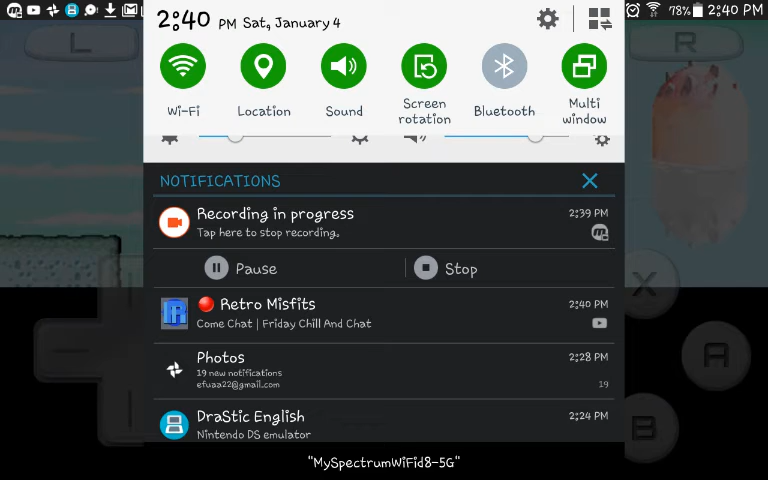 2:40 PM Sat, January 4
78% 2:40 PM
L
R
Wi-Fi
Location
Sound
Screen
rotation
Bluetooth
Multi
window
NOTIFICATIONS
Recording in progress
2:39 PM
Tap here to stop recording.
Pause
Stop
Retro Misfits
2:40 PM
Come Chat | Friday Chill And Chat
Photos
2:28 PM
19 new notifications
efuaa22@gmail.com
19
DraStic English
2:24 PM
Nintendo DS emulator
X
A
B
"MySpectrumWiFid8-5G"